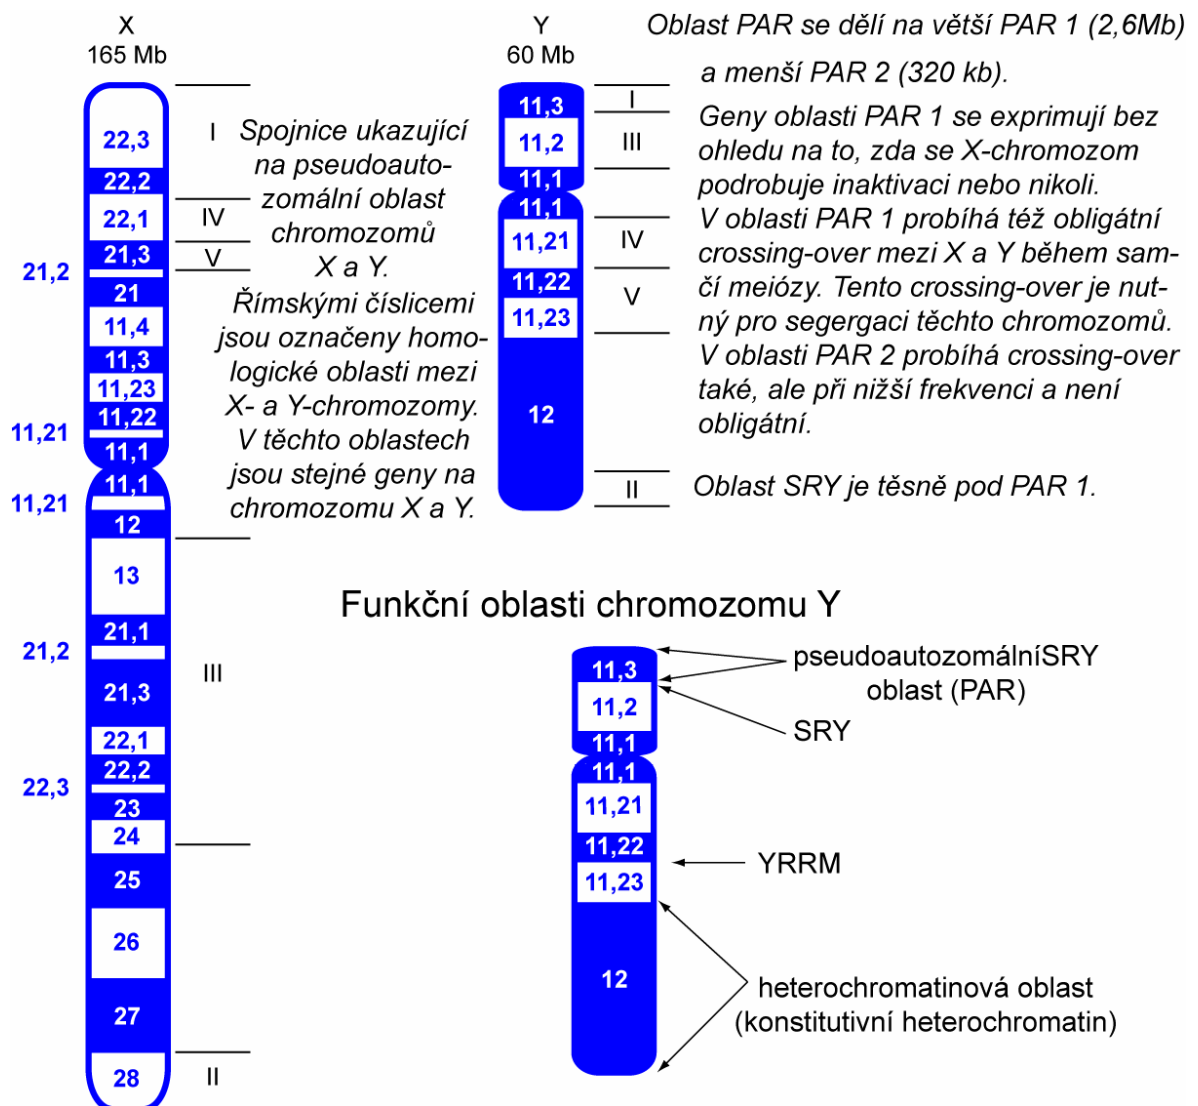 X
165 Mb
22,3
22,2
22,1
21,3
21,2
21
11,4
11,3
11,23
11,22
11,21
11,1
11,1
11,21
12
13
21,1
21,2
21,3
22,1
22,2
22,3
23
24
25
26
27
28
I
IV
V
III
II
Spojnice ukazující
na pseudoauto-
zomální oblast
chromozomů
X a Y.
Římskými číslicemi
jsou označeny homo-
logické oblasti mezi
X- a Y-chromozomy.
V těchto oblastech
jsou stejné geny na
chromozomu X a Y.
Y
60 Mb
11,3
11,2
11,1
11,1
11,21
11,22
11,23
12
I
III
IV
V
II
Oblast PAR se dělí na větší PAR 1 (2,6Mb)
a menší PAR 2 (320 kb).
Geny oblasti PAR 1 se exprimují bez
ohledu na to, zda se X-chromozom
podrobuje inaktivaci nebo nikoli.
V oblasti PAR 1 probíhá též obligátní
crossing-over mezi X a Y během sam-
čí meiózy. Tento crossing-over je nut-
ný pro segergaci těchto chromozomů.
V oblasti PAR 2 probíhá crossing-over
také, ale při nižší frekvenci a není
obligátní.
Oblast SRY je těsně pod PAR 1.
Funkční oblasti chromozomu Y
11,3
11,2
11,1
11,1
11,21
11,22
11,23
12
pseudoautozomálníSRY
oblast (PAR)
SRY
YRRM
heterochromatinová oblast
(konstitutivní heterochromatin)